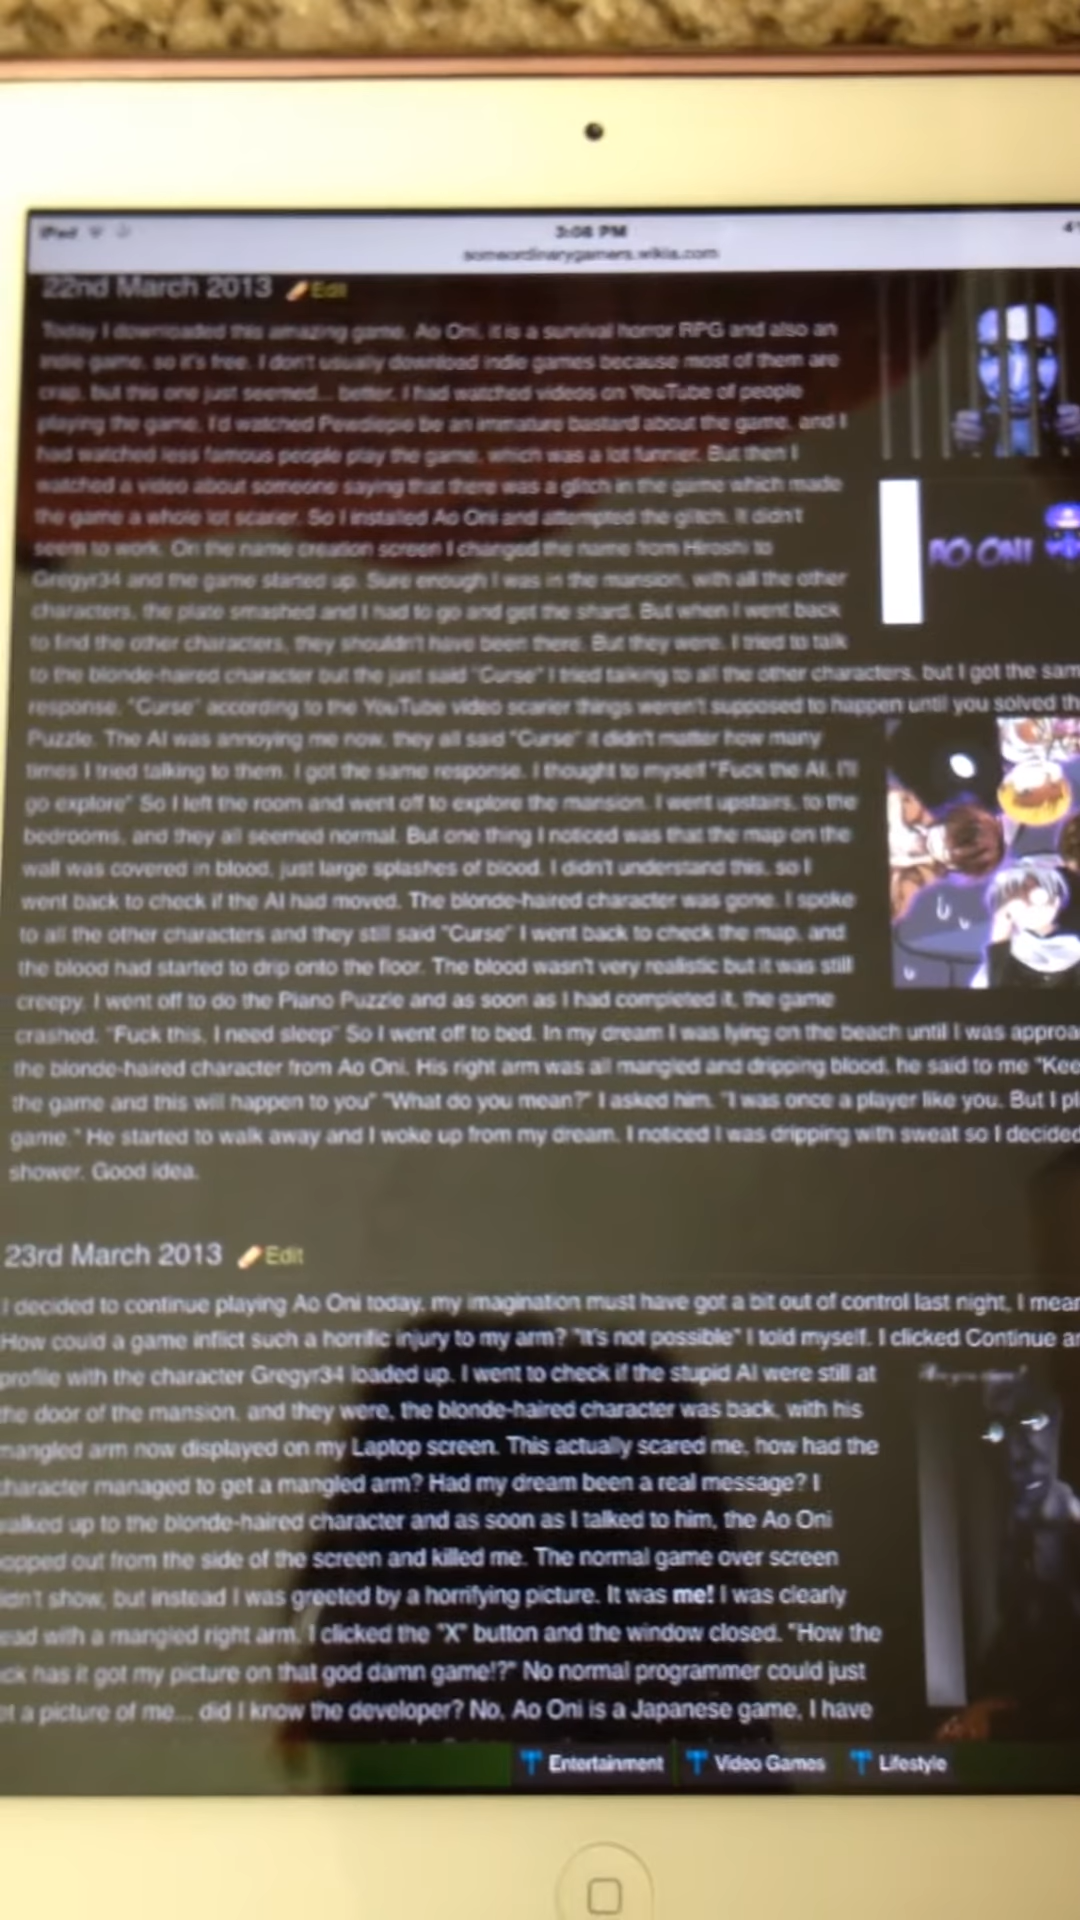 iPad
3:08 PM
someordinarygamers.wikia.com
22nd March 2013 Edit
Today I downloaded this amazing game, Ao Oni, it is a survival horror RPG and also an
indie game, so it's free. I don't usually download indie games because most of them are
crap, but this one just seemed... better. I had watched videos on YouTube of people
playing the game, I'd watched Pewdiepie be an immature bastard about the game, and I
had watched less famous people play the game, which was a lot funnier. But then I
watched a video about someone saying that there was a glitch in the game which made
the game a whole lot scarier. So I installed Ao Oni and attempted the glitch. It didn't
seem to work. On the name creation screen I changed the name from Hiroshi to
Gregyr34 and the game started up. Sure enough I was in the mansion, with all the other
characters, the plate smashed and I had to go and get the shard. But when I went back
to find the other characters, they shouldn't have been there. But they were. I tried to talk
to the blonde-haired character but the just said "Curse" I tried talking to all the other characters, but I got the sam
response. "Curse" according to the YouTube video scarier things weren't supposed to happen until you solved th
Puzzle. The AI was annoying me now, they all said "Curse" it didn't matter how many
times I tried talking to them. I got the same response. I thought to myself "Fuck the AI, I'll
go explore" So I left the room and went off to explore the mansion. I went upstairs, to the
bedrooms, and they all seemed normal. But one thing I noticed was that the map on the
wall was covered in blood, just large splashes of blood. I didn't understand this, so I
went back to check if the AI had moved. The blonde-haired character was gone. I spoke
to all the other characters and they still said "Curse" I went back to check the map, and
the blood had started to drip onto the floor. The blood wasn't very realistic but it was still
creepy. I went off to do the Piano Puzzle and as soon as I had completed it, the game
crashed. "Fuck this, I need sleep" So I went off to bed. In my dream I was lying on the beach until I was approa
the blonde-haired character from Ao Oni. His right arm was all mangled and dripping blood, he said to me "Kee
the game and this will happen to you" "What do you mean?" I asked him. "I was once a player like you. But I pl
game." He started to walk away and I woke up from my dream. I noticed I was dripping with sweat so I decided
shower. Good idea.
AO ONI
23rd March 2013 Edit
I decided to continue playing Ao Oni today, my imagination must have got a bit out of control last night, I mean
How could a game inflict such a horrific injury to my arm? "It's not possible" I told myself. I clicked Continue an
profile with the character Gregyr34 loaded up. I went to check if the stupid AI were still at
the door of the mansion, and they were, the blonde-haired character was back, with his
mangled arm now displayed on my Laptop screen. This actually scared me, how had the
character managed to get a mangled arm? Had my dream been a real message? I
alked up to the blonde-haired character and as soon as I talked to him, the Ao Oni
opped out from the side of the screen and killed me. The normal game over screen
idn't show, but instead I was greeted by a horrifying picture. It was me! I was clearly
ead with a mangled right arm. I clicked the "X" button and the window closed. "How the
ck has it got my picture on that god damn game!?" No normal programmer could just
et a picture of me... did I know the developer? No, Ao Oni is a Japanese game, I have
Entertainment Video Games Lifestyle